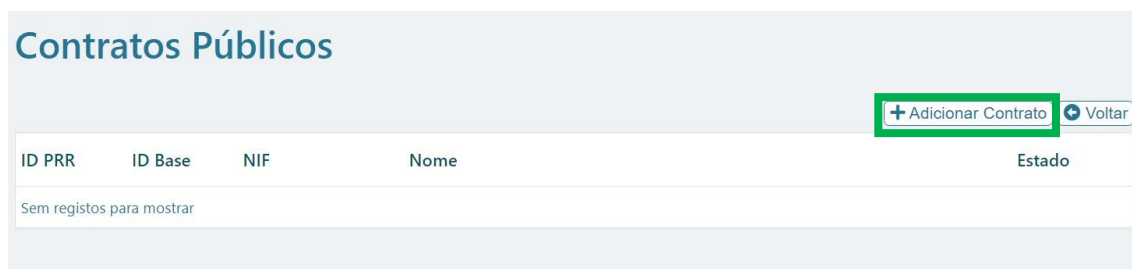 Contratos Públicos
Adicionar Contrato Voltar
ID PRR ID Base NIF Nome Estado
Sem registos para mostrar